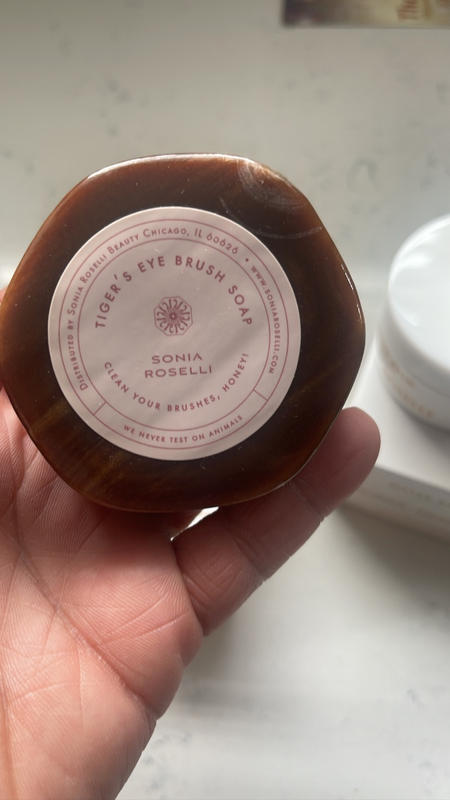 DISTRIBUTED BY SONIA ROSELLI BEAUTY CHICAGO, IL 60626 • WWW.SONIAROSELLI.COM
TIGER'S EYE BRUSH SOAP
SONIA
ROSELLI
CLEAN YOUR BRUSHES, HONEY!
WE NEVER TEST ON ANIMALS